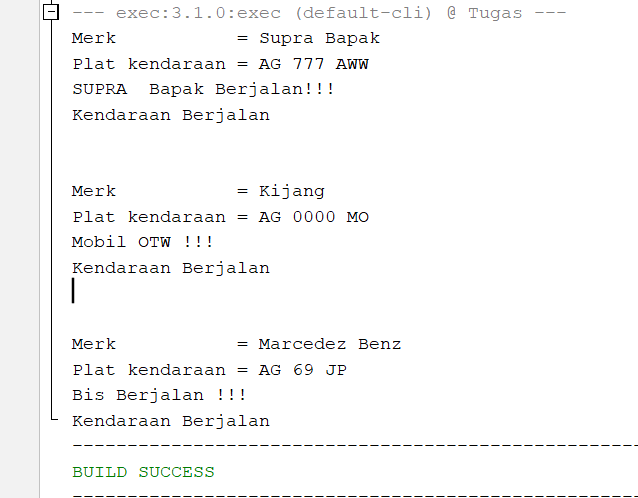 --- exec:3.1.0:exec (default-cli) @ Tugas ---
Merk           = Supra Bapak
Plat kendaraan = AG 777 AWW
SUPRA  Bapak Berjalan!!!
Kendaraan Berjalan
Merk           = Kijang
Plat kendaraan = AG 0000 MO
Mobil OTW !!!
Kendaraan Berjalan
Merk           = Marcedez Benz
Plat kendaraan = AG 69 JP
Bis Berjalan !!!
Kendaraan Berjalan
----------------------------------------------------
BUILD SUCCESS
----------------------------------------------------